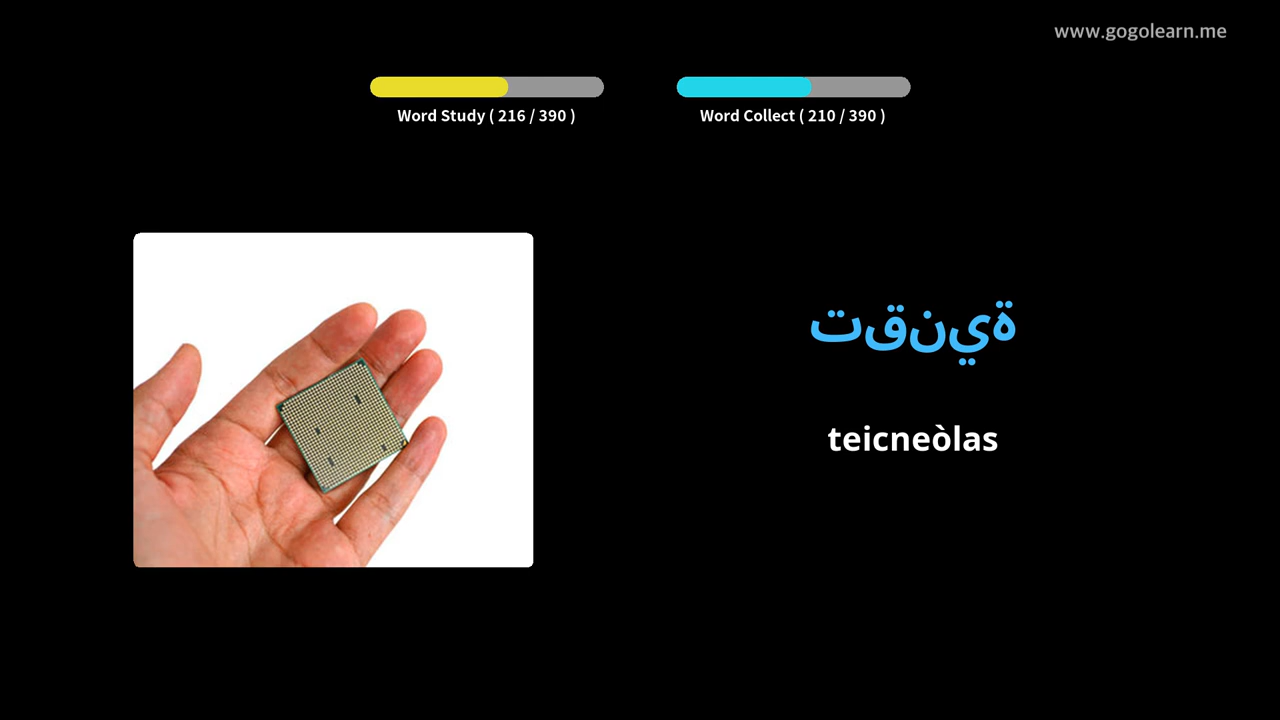 www.gogolearn.me
Word Study ( 216 / 390 )
Word Collect ( 210 / 390 )
تقنية
teicneòlas